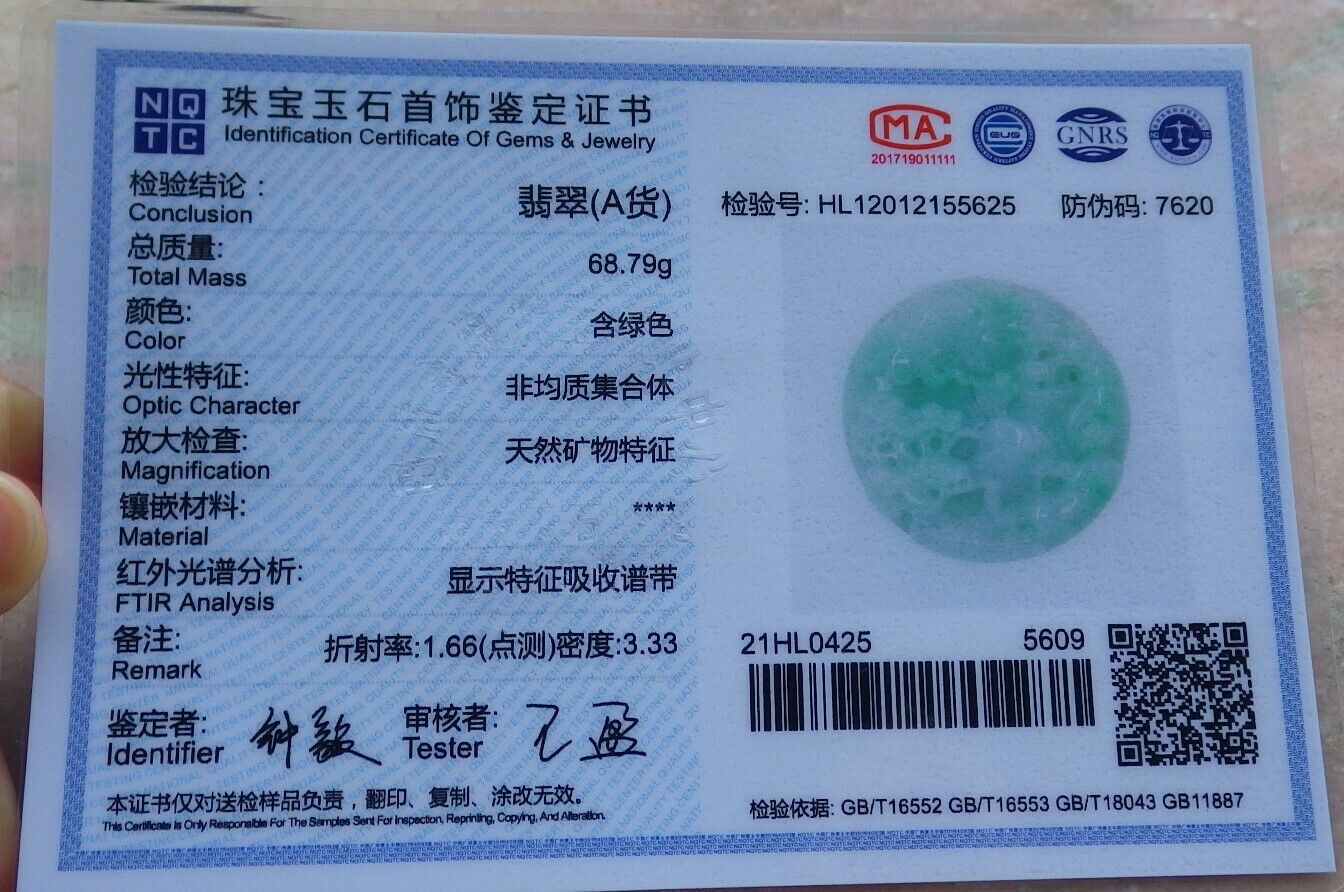 NQ
TC
珠宝玉石首饰鉴定证书
Identification Certificate Of Gems & Jewelry
检验结论：
Conclusion
翡翠(A货)
总质量:
Total Mass
68.79g
颜色:
Color
含绿色
光性特征:
Optic Character
非均质集合体
放大检查:
Magnification
天然矿物特征
镶嵌材料:
Material
****
红外光谱分析:
FTIR Analysis
显示特征吸收谱带
备注:
Remark
折射率:1.66(点测)密度:3.33
鉴定者:
Identifier
审核者:
Tester
本证书仅对送检样品负责，翻印、复制、涂改无效。
This Certificate is Only Responsible For The Samples Sent For Inspection, Reprinting, Copying, And Alteration.
MA
201719011111
GNRS
检验号: HL12012155625
防伪码: 7620
21HL0425
5609
检验依据: GB/T16552 GB/T16553 GB/T18043 GB11887